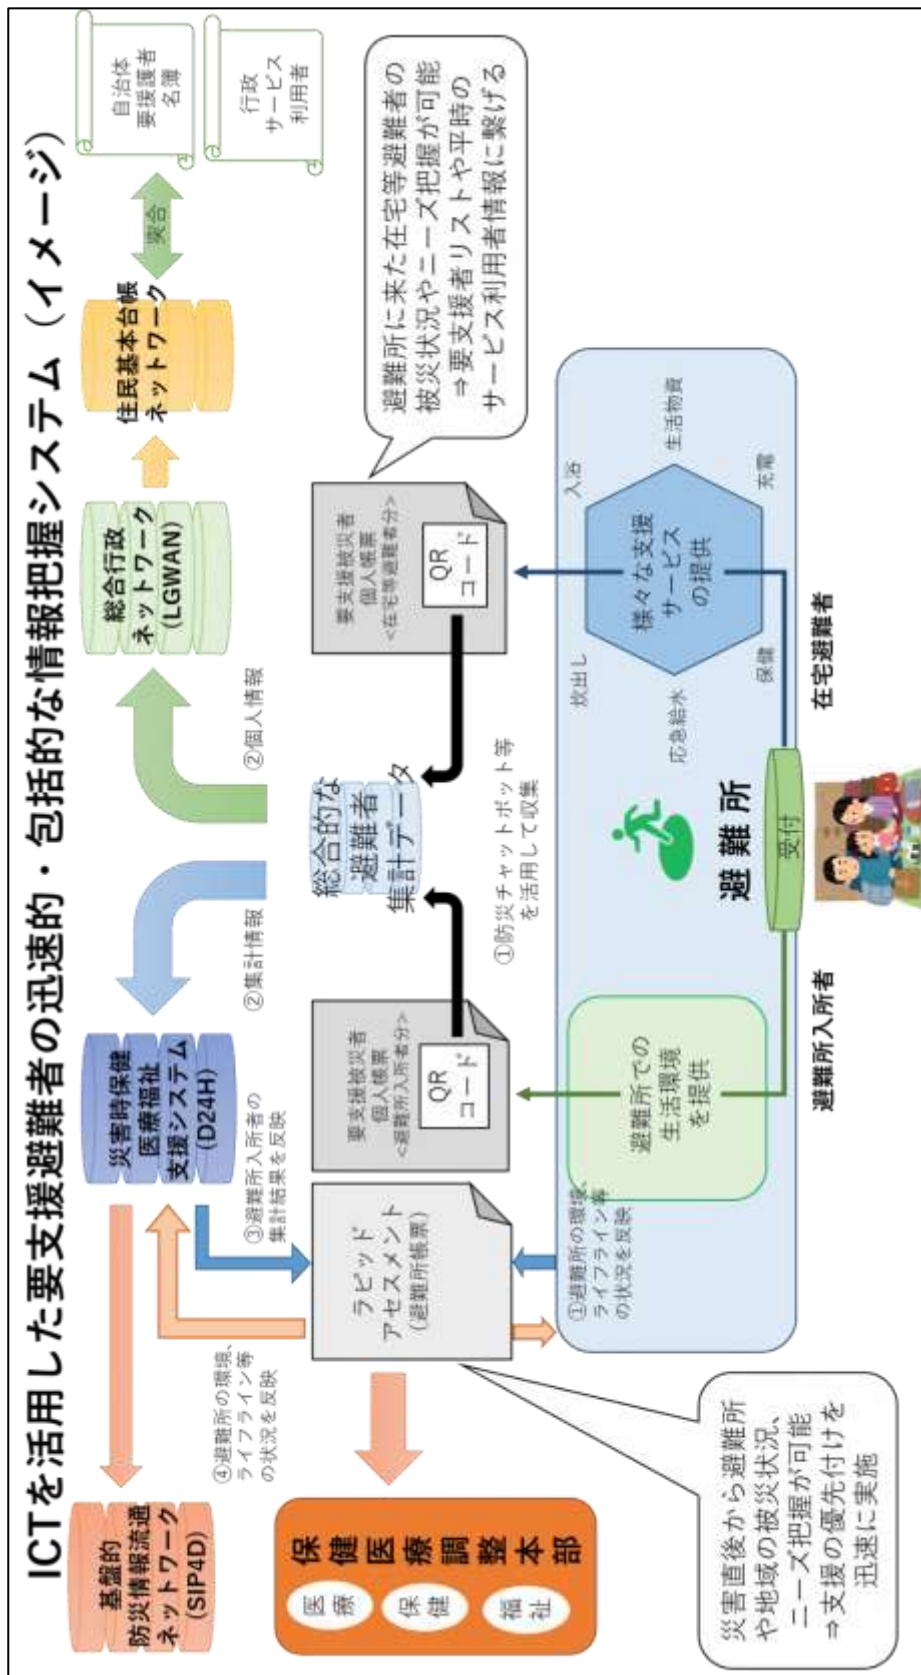 ICTを活用した要支援避難者の迅速的・包括的な情報把握システム（イメージ）
基盤的
防災情報流通
ネットワーク
(SIP4D)
災害時保健
医療福祉
支援システム
(D24H)
総合行政
ネットワーク
(LGWAN)
住民基本台帳
ネットワーク
突合
自治体
要援護者
名簿
行政
サービス
利用者
④避難所の環境、
ライフライン等
の状況を反映
③避難所入所者の
集計結果を反映
②集計情報
②個人情報
保健医療調整本部
医療
保健
福祉
ラピッド
アセスメント
（避難所帳票）
要支援被災者
個人帳票
<避難所入所者分>
QR
コード
総合的な
避難者
集計データ
要支援被災者
個人帳票
<在宅等避難者分>
QR
コード
避難所に来た在宅等避難者の
被災状況やニーズ把握が可能
⇒要支援者リストや平時の
サービス利用者情報に繋げる
①防災チャットボット等
を活用して収集
①避難所の環境、
ライフライン等
の状況を反映
災害直後から避難所
や地域の被災状況、
ニーズ把握が可能
⇒支援の優先付けを
迅速に実施
避難所での
生活環境
を提供
炊出し
入浴
応急給水
様々な支援
サービス
の提供
生活物資
保健
充電
避難所
受付
避難所入所者
在宅避難者